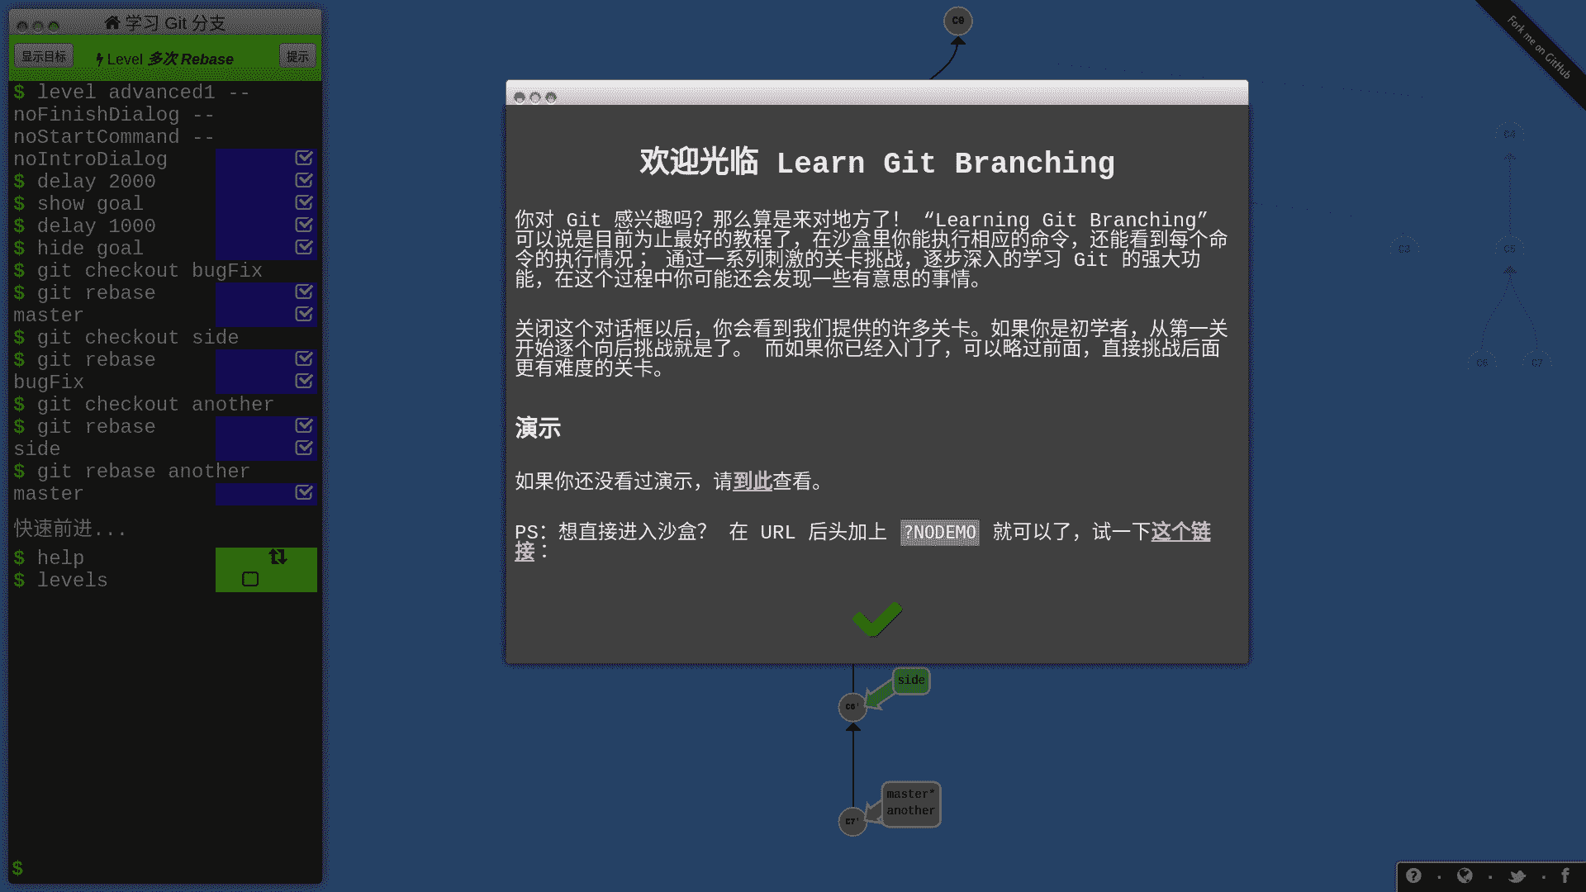 学习 Git 分支
显示目标
Level 多次 Rebase
提示
$ level advanced1 --
noFinishDialog --
noStartCommand --
noIntroDialog
$ delay 2000
$ show goal
$ delay 1000
$ hide goal
$ git checkout bugFix
$ git rebase
master
$ git checkout side
$ git rebase
bugFix
$ git checkout another
$ git rebase
side
$ git rebase another
master
快速前进...
$ help
$ levels
$
C0
Fork me on GitHub
欢迎光临 Learn Git Branching
你对 Git 感兴趣吗？那么算是来对地方了！ “Learning Git Branching”
可以说是目前为止最好的教程了，在沙盒里你能执行相应的命令，还能看到每个命
令的执行情况； 通过一系列刺激的关卡挑战，逐步深入的学习 Git 的强大功
能，在这个过程中你可能还会发现一些有意思的事情。
关闭这个对话框以后，你会看到我们提供的许多关卡。如果你是初学者，从第一关
开始逐个向后挑战就是了。 而如果你已经入门了，可以略过前面，直接挑战后面
更有难度的关卡。
演示
如果你还没看过演示，请到此查看。
PS：想直接进入沙盒？ 在 URL 后头加上 ?NODEMO 就可以了，试一下这个链
接：
C4
C3
C5
C6
C7
side
C6'
master*
another
C7'